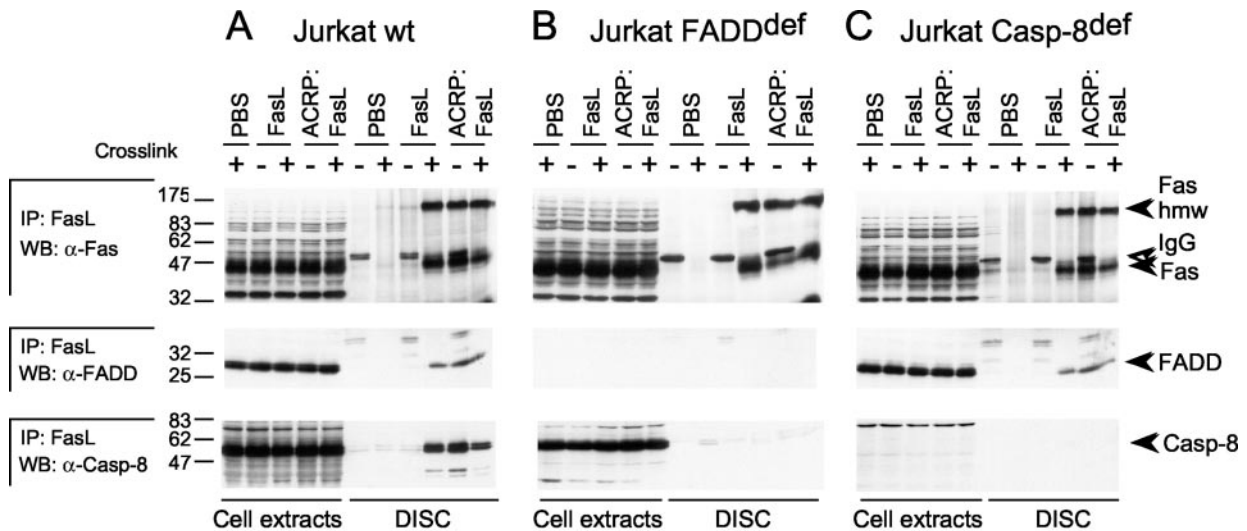 A Jurkat wt
B Jurkat FADDdef
C Jurkat Casp-8def
PBS FasL ACRP:: FasL PBS FasL ACRP:: FasL
PBS FasL ACRP:: FasL PBS FasL ACRP:: FasL
PBS FasL ACRP:: FasL PBS FasL ACRP:: FasL
Crosslink + - + - + - + - + - + + - + - + - + - + - + + - + - + - + - + - +
IP: FasL
WB: α-Fas
175
83
62
47
32
Fas
hmw
IgG
Fas
IP: FasL
WB: α-FADD
32
25
FADD
IP: FasL
WB: α-Casp-8
83
62
47
Casp-8
Cell extracts DISC Cell extracts DISC Cell extracts DISC